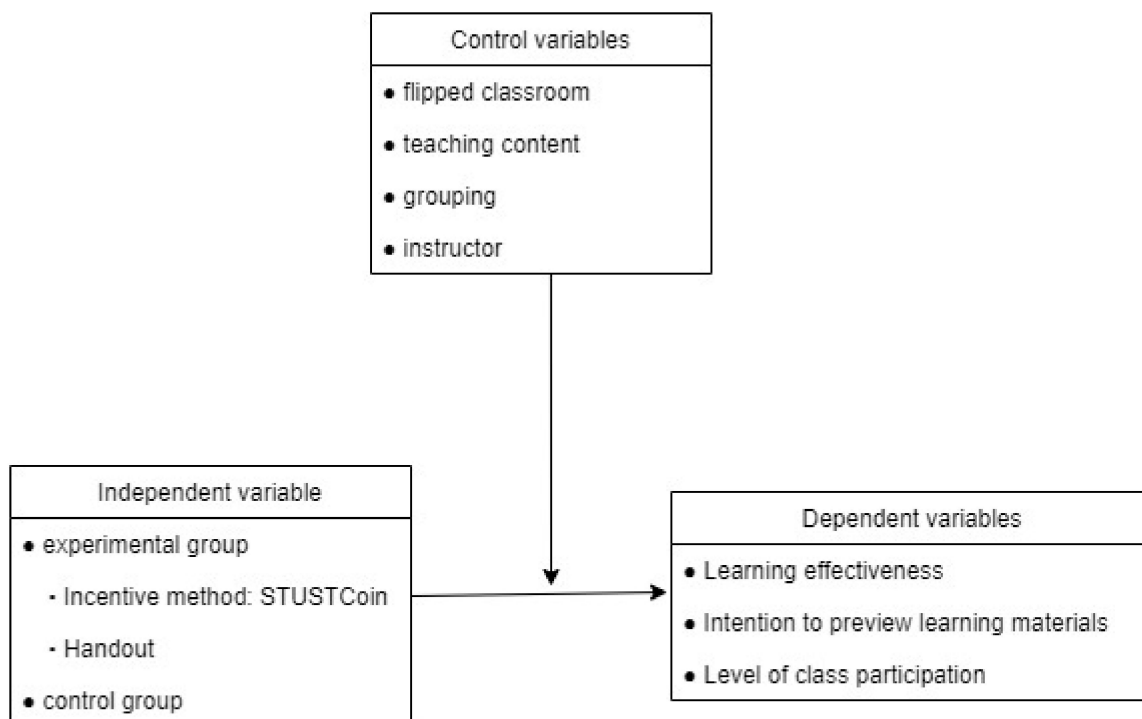 Control variables
● flipped classroom
● teaching content
● grouping
● instructor
Independent variable
● experimental group
- Incentive method: STUSTCoin
- Handout
● control group
Dependent variables
● Learning effectiveness
● Intention to preview learning materials
● Level of class participation